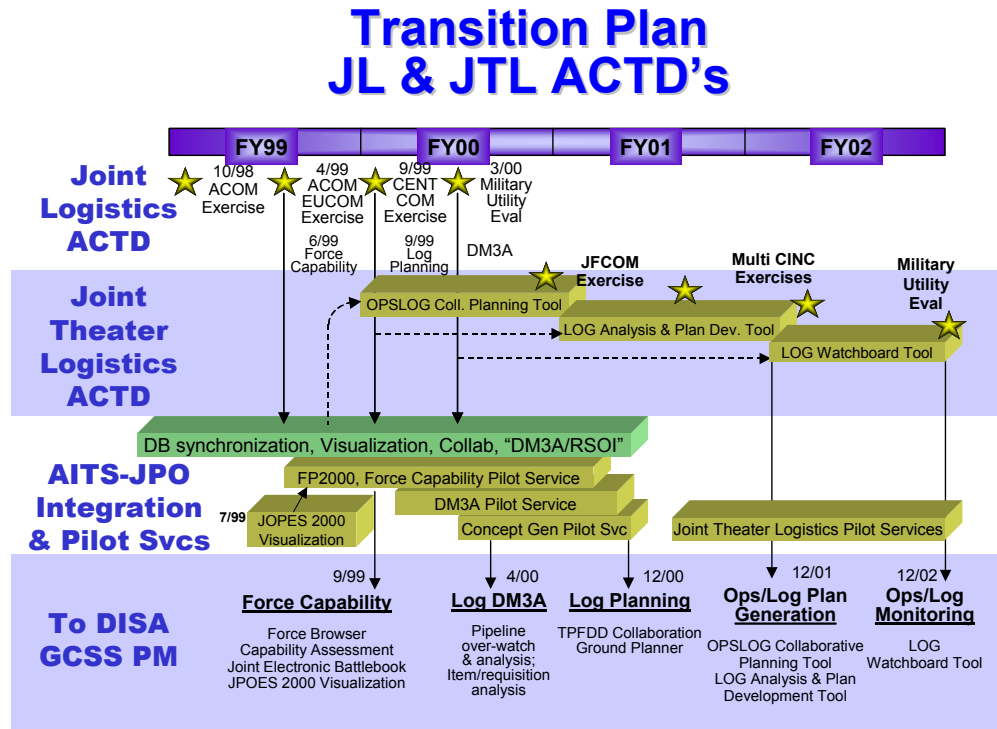 Transition Plan
JL & JTL ACTD's
FY99
FY00
FY01
FY02
Joint
Logistics
ACTD
10/98
ACOM
Exercise
4/99
ACOM
EUCOM
Exercise
9/99
CENT
COM
Exercise
3/00
Military
Utility
Eval
6/99
Force
Capability
9/99
Log
Planning
DM3A
Joint
Theater
Logistics
ACTD
JFCOM
Exercise
Multi CINC
Exercises
Military
Utility
Eval
OPSLOG Coll. Planning Tool
LOG Analysis & Plan Dev. Tool
LOG Watchboard Tool
AITS-JPO
Integration
& Pilot Svcs
DB synchronization, Visualization, Collab, "DM3A/RSOI"
FP2000, Force Capability Pilot Service
7/99
JOPES 2000
Visualization
DM3A Pilot Service
Concept Gen Pilot Svc
Joint Theater Logistics Pilot Services
To DISA
GCSS PM
9/99
Force Capability
Force Browser
Capability Assessment
Joint Electronic Battlebook
JPOES 2000 Visualization
4/00
Log DM3A
Pipeline
over-watch
& analysis;
Item/requisition
analysis
12/00
Log Planning
TPFDD Collaboration
Ground Planner
12/01
Ops/Log Plan
Generation
OPSLOG Collaborative
Planning Tool
LOG Analysis & Plan
Development Tool
12/02
Ops/Log
Monitoring
LOG
Watchboard Tool